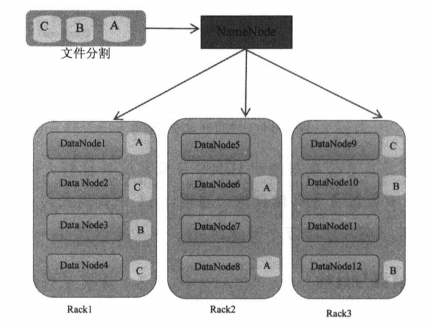 C B A
NameNode
文件分割
DataNode1 A
Data Node2 C
Data Node3 B
Data Node4 C
Rack1
DataNode5
DataNode6 A
DataNode7
DataNode8 A
Rack2
DataNode9 C
DataNode10 B
DataNode11
DataNode12 B
Rack3